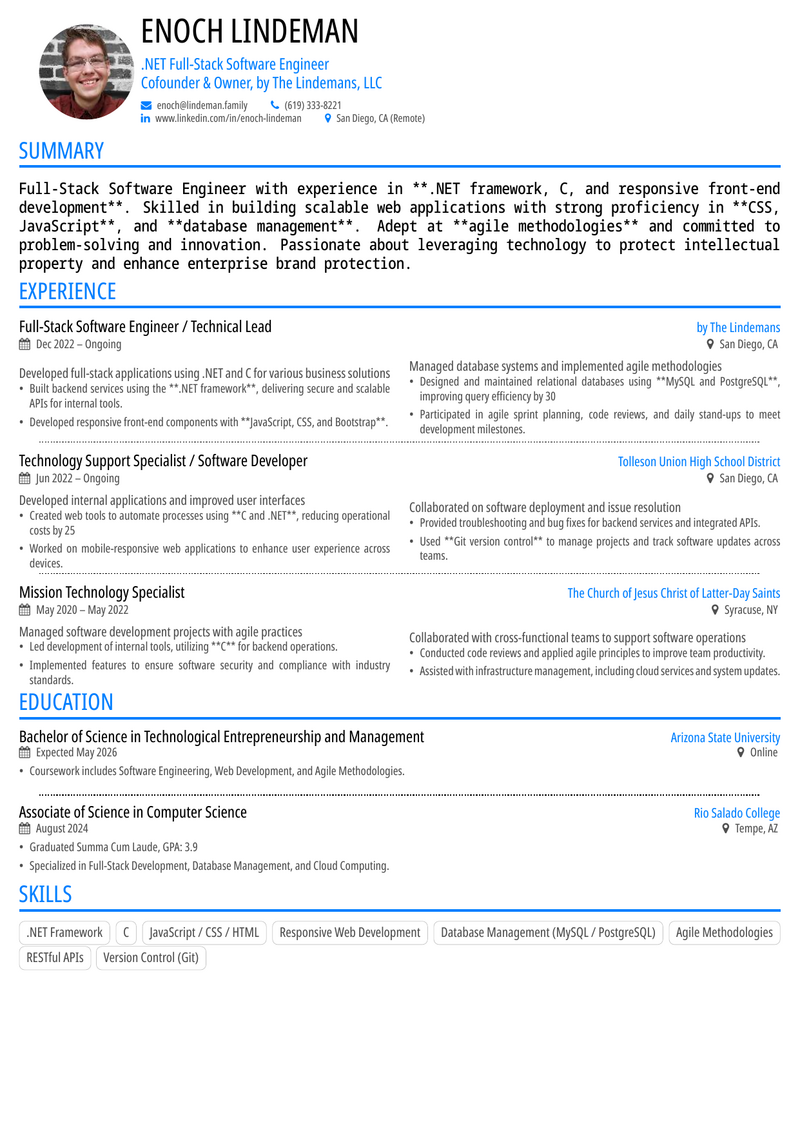 ENOCH LINDEMAN
.NET Full-Stack Software Engineer
Cofounder & Owner, by The Lindemans, LLC
enoch@lindeman.family (619) 333-8221
www.linkedin.com/in/enoch-lindeman San Diego, CA (Remote)
SUMMARY
Full-Stack Software Engineer with experience in **.NET framework, C, and responsive front-end
development**. Skilled in building scalable web applications with strong proficiency in **CSS,
JavaScript**, and **database management**. Adept at **agile methodologies** and committed to
problem-solving and innovation. Passionate about leveraging technology to protect intellectual
property and enhance enterprise brand protection.
EXPERIENCE
Full-Stack Software Engineer / Technical Lead by The Lindemans
Dec 2022 – Ongoing San Diego, CA
Developed full-stack applications using .NET and C for various business solutions
• Built backend services using the **.NET framework**, delivering secure and scalable
APIs for internal tools.
• Developed responsive front-end components with **JavaScript, CSS, and Bootstrap**.
Managed database systems and implemented agile methodologies
• Designed and maintained relational databases using **MySQL and PostgreSQL**,
improving query efficiency by 30
• Participated in agile sprint planning, code reviews, and daily stand-ups to meet
development milestones.
Technology Support Specialist / Software Developer Tolleson Union High School District
Jun 2022 – Ongoing San Diego, CA
Developed internal applications and improved user interfaces
• Created web tools to automate processes using **C and .NET**, reducing operational
costs by 25
• Worked on mobile-responsive web applications to enhance user experience across
devices.
Collaborated on software deployment and issue resolution
• Provided troubleshooting and bug fixes for backend services and integrated APIs.
• Used **Git version control** to manage projects and track software updates across
teams.
Mission Technology Specialist The Church of Jesus Christ of Latter-Day Saints
May 2020 – May 2022 Syracuse, NY
Managed software development projects with agile practices
• Led development of internal tools, utilizing **C** for backend operations.
• Implemented features to ensure software security and compliance with industry
standards.
Collaborated with cross-functional teams to support software operations
• Conducted code reviews and applied agile principles to improve team productivity.
• Assisted with infrastructure management, including cloud services and system updates.
EDUCATION
Bachelor of Science in Technological Entrepreneurship and Management Arizona State University
Expected May 2026 Online
• Coursework includes Software Engineering, Web Development, and Agile Methodologies.
Associate of Science in Computer Science Rio Salado College
August 2024 Tempe, AZ
• Graduated Summa Cum Laude, GPA: 3.9
• Specialized in Full-Stack Development, Database Management, and Cloud Computing.
SKILLS
.NET Framework C JavaScript / CSS / HTML Responsive Web Development Database Management (MySQL / PostgreSQL) Agile Methodologies
RESTful APIs Version Control (Git)